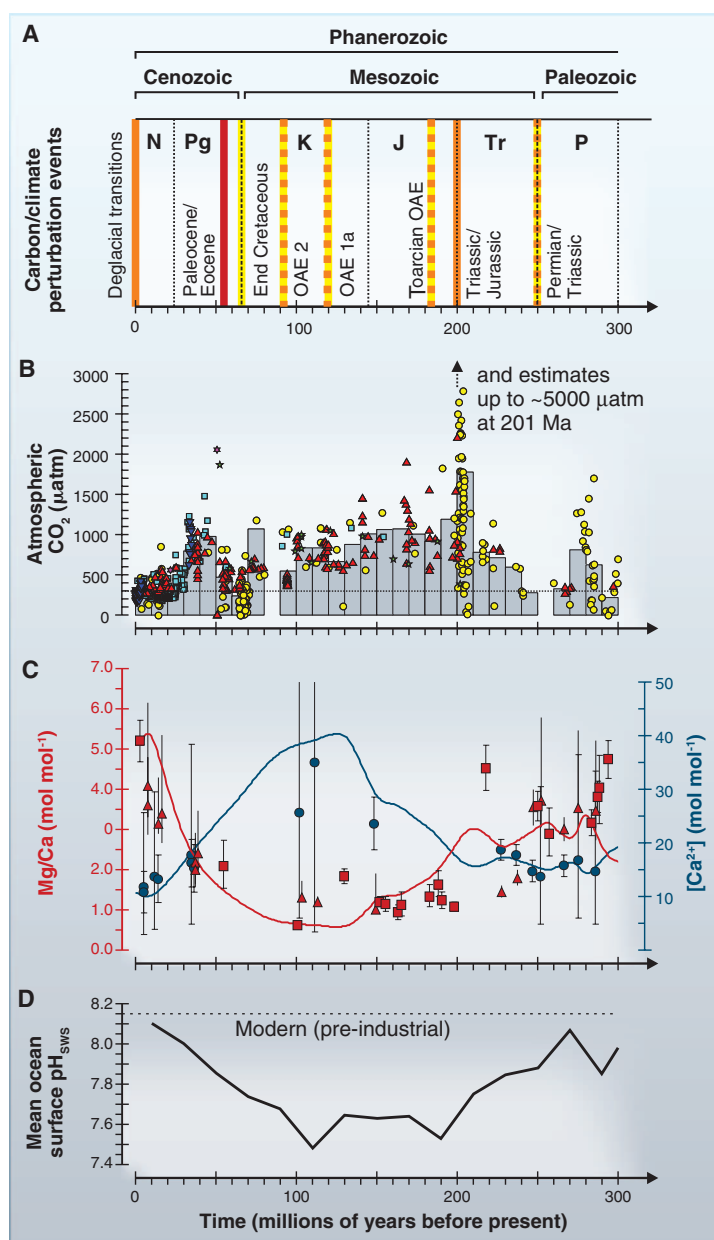 A
Phanerozoic
Cenozoic
Mesozoic
Paleozoic
Carbon/climate
perturbation events
N
Pg
K
J
Tr
P
Deglacial transitions
Paleocene/
Eocene
End Cretaceous
OAE 2
OAE 1a
Toarcian OAE
Triassic/
Jurassic
Permian/
Triassic
0
100
200
300
B
Atmospheric
CO2 (µatm)
3000
2500
2000
1500
1000
500
0
and estimates
up to ~5000 µatm
at 201 Ma
C
Mg/Ca (mol mol-1)
7.0
6.0
5.0
4.0
0
2.0
1.0
0.0
50
40
30
20
10
0
[Ca2+] (mol mol-1)
D
Mean ocean
surface pHSWS
8.2
8.0
7.8
7.6
7.4
Modern (pre-industrial)
0
100
200
300
Time (millions of years before present)